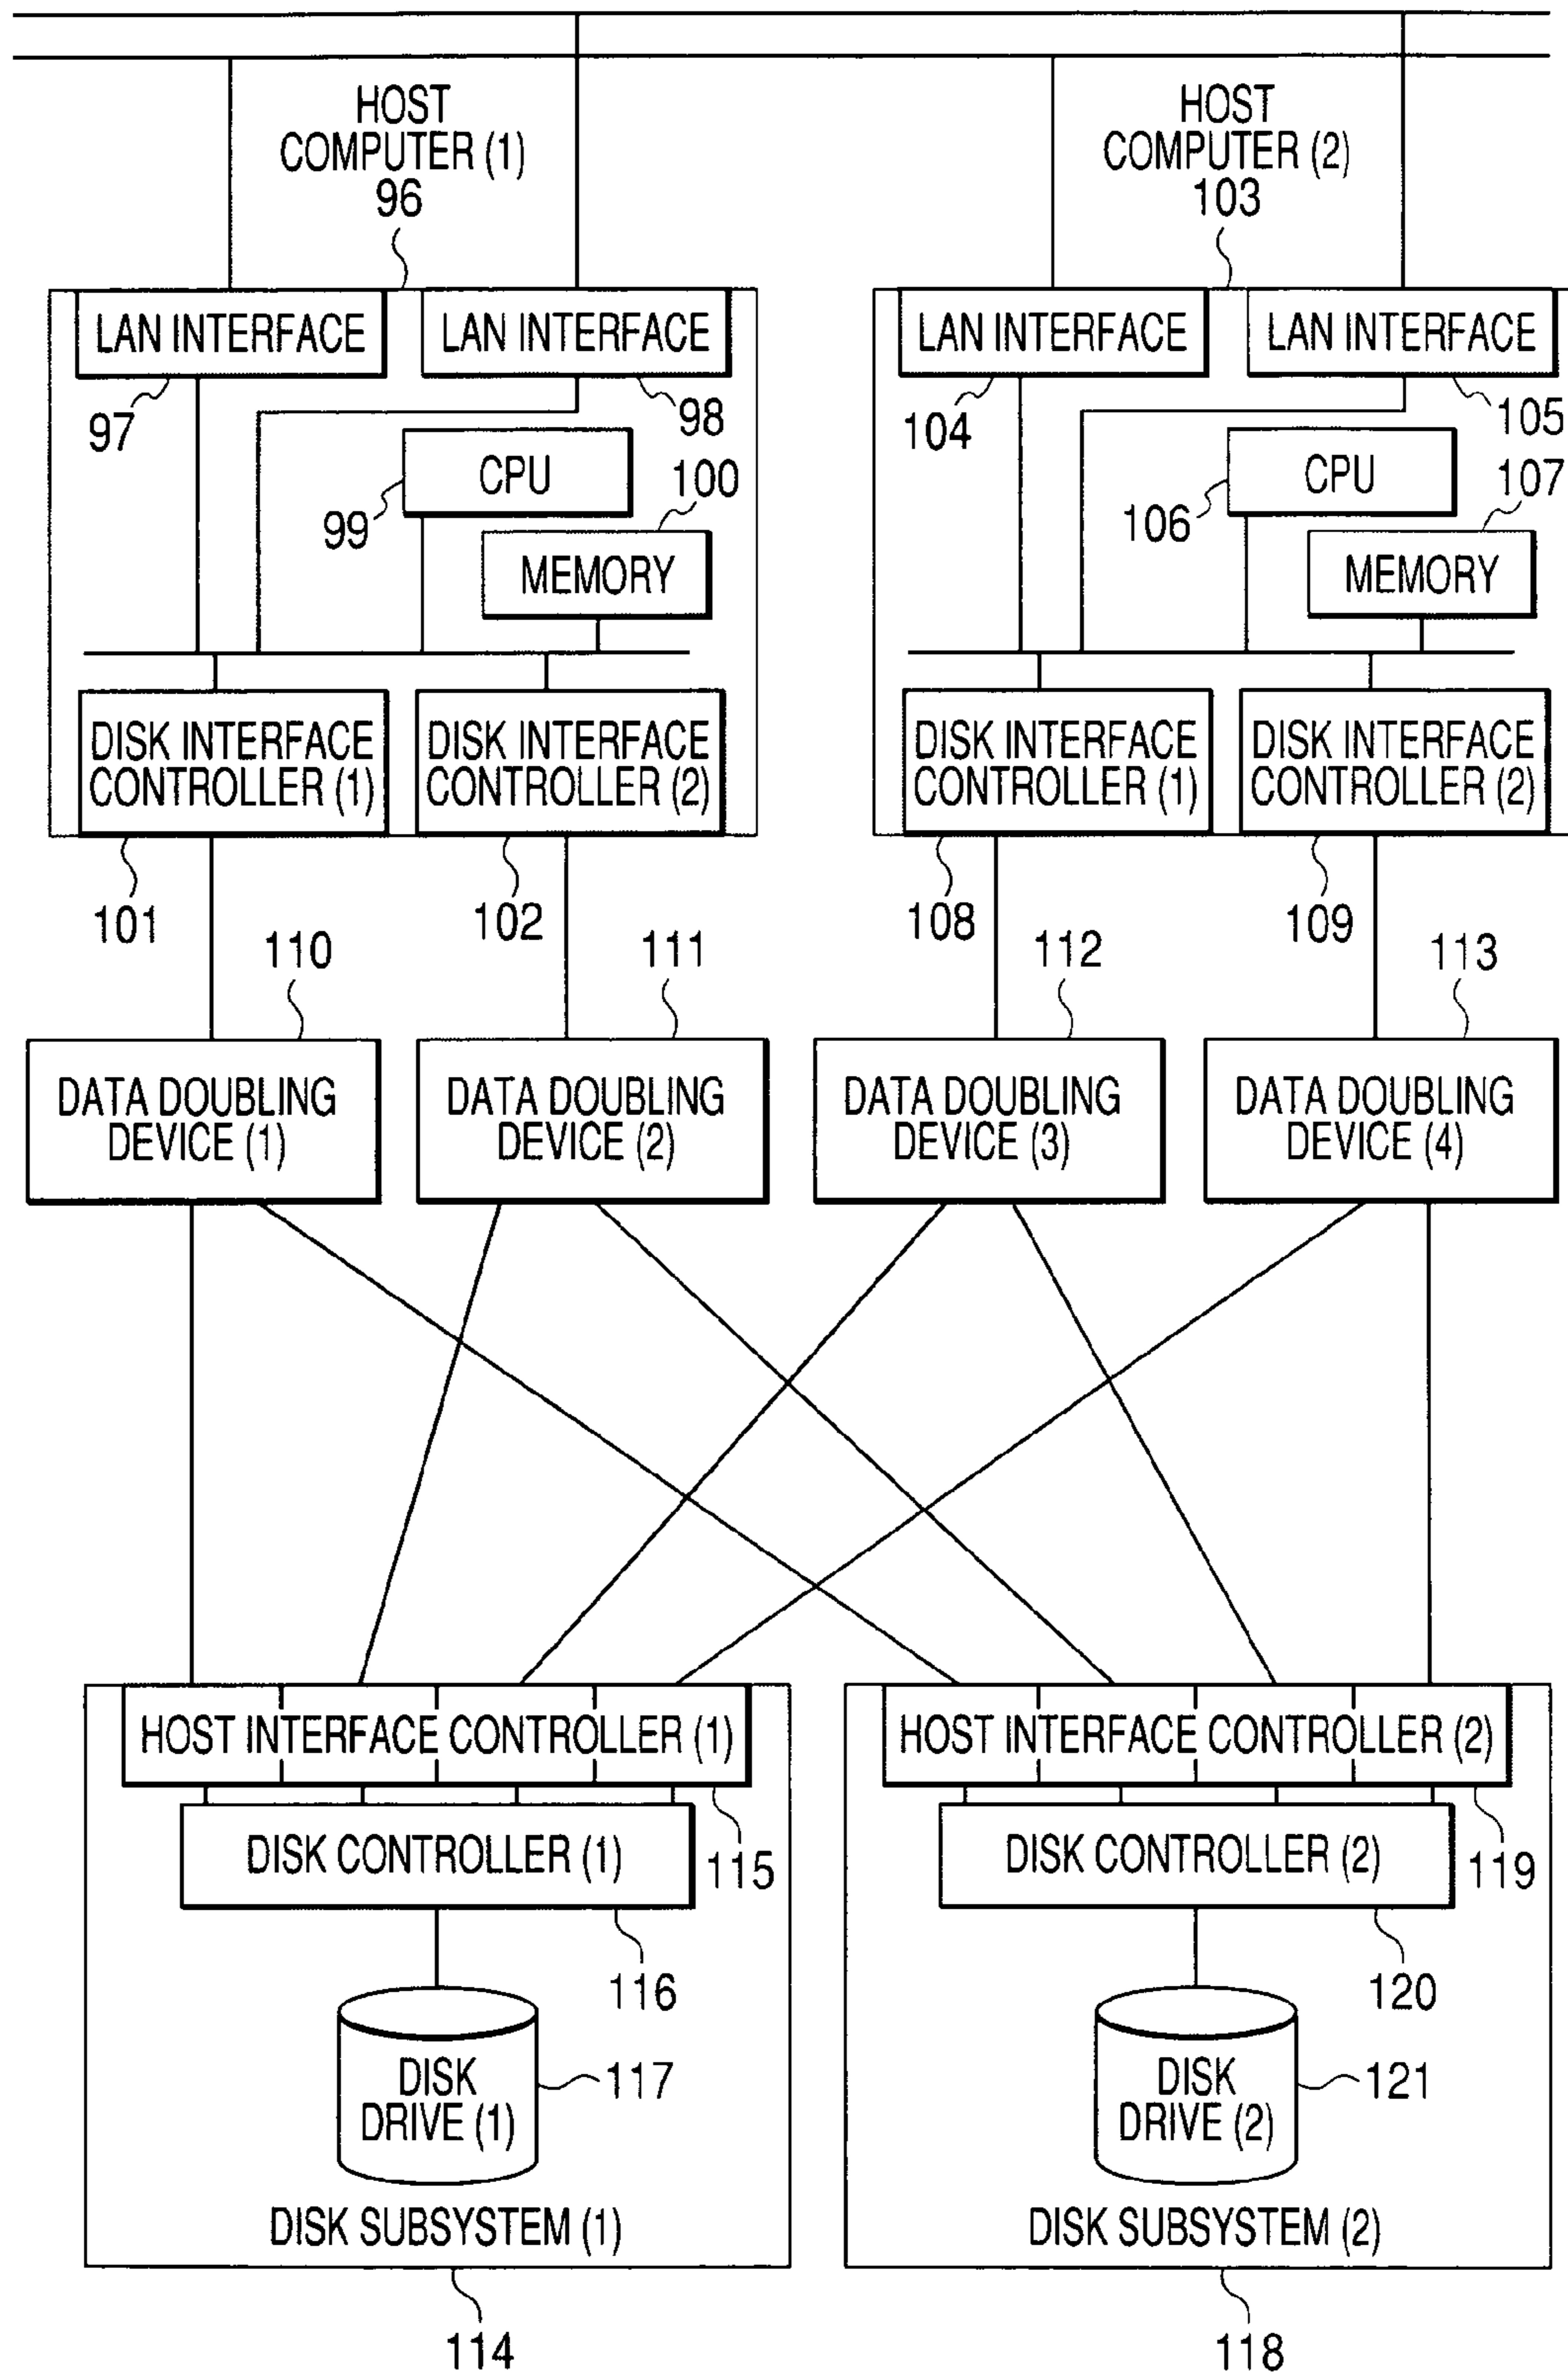 HOST
COMPUTER (1)
96
HOST
COMPUTER (2)
103
LAN INTERFACE
LAN INTERFACE
LAN INTERFACE
LAN INTERFACE
97
98
104
105
CPU
99
100
CPU
106
107
MEMORY
MEMORY
DISK INTERFACE
CONTROLLER (1)
DISK INTERFACE
CONTROLLER (2)
DISK INTERFACE
CONTROLLER (1)
DISK INTERFACE
CONTROLLER (2)
101
102
108
109
110
111
112
113
DATA DOUBLING
DEVICE (1)
DATA DOUBLING
DEVICE (2)
DATA DOUBLING
DEVICE (3)
DATA DOUBLING
DEVICE (4)
HOST INTERFACE CONTROLLER (1)
HOST INTERFACE CONTROLLER (2)
DISK CONTROLLER (1)
115
DISK CONTROLLER (2)
119
116
120
DISK
DRIVE (1)
117
DISK
DRIVE (2)
121
DISK SUBSYSTEM (1)
DISK SUBSYSTEM (2)
114
118